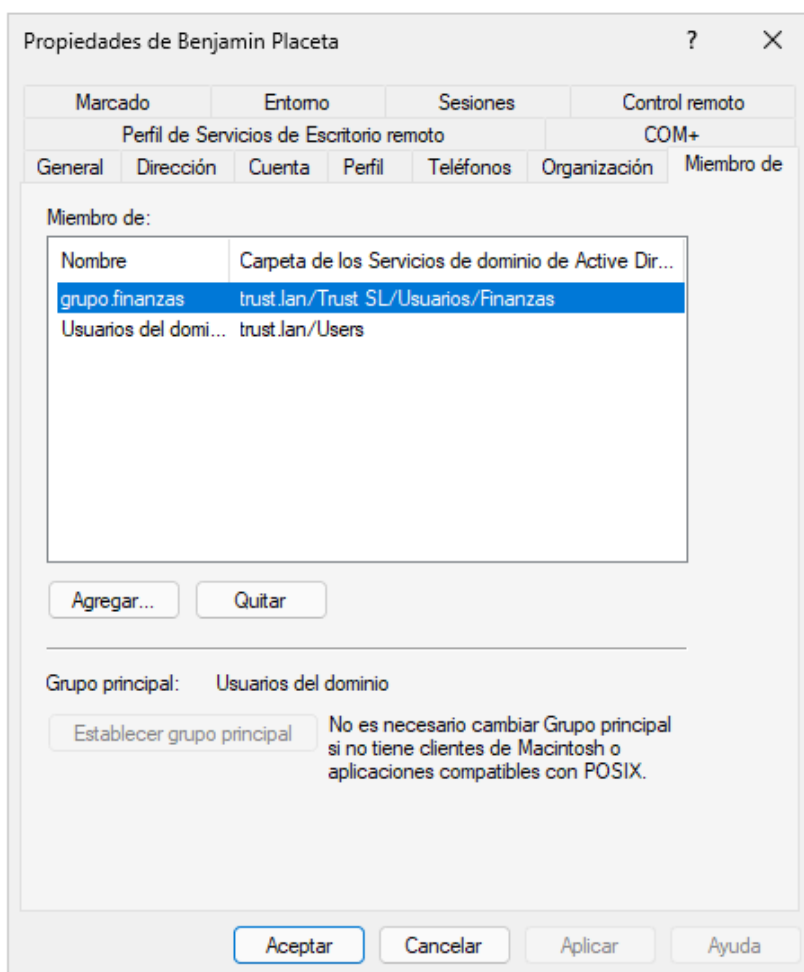 Propiedades de Benjamin Placeta ? ×
Marcado Entorno Sesiones Control remoto
Perfil de Servicios de Escritorio remoto COM+
General Dirección Cuenta Perfil Teléfonos Organización Miembro de
Miembro de:
Nombre Carpeta de los Servicios de dominio de Active Dir...
grupo.finanzas trust.lan/Trust SL/Usuarios/Finanzas
Usuarios del domi... trust.lan/Users
Agregar... Quitar
Grupo principal: Usuarios del dominio
Establecer grupo principal No es necesario cambiar Grupo principal
si no tiene clientes de Macintosh o
aplicaciones compatibles con POSIX.
Aceptar Cancelar Aplicar Ayuda